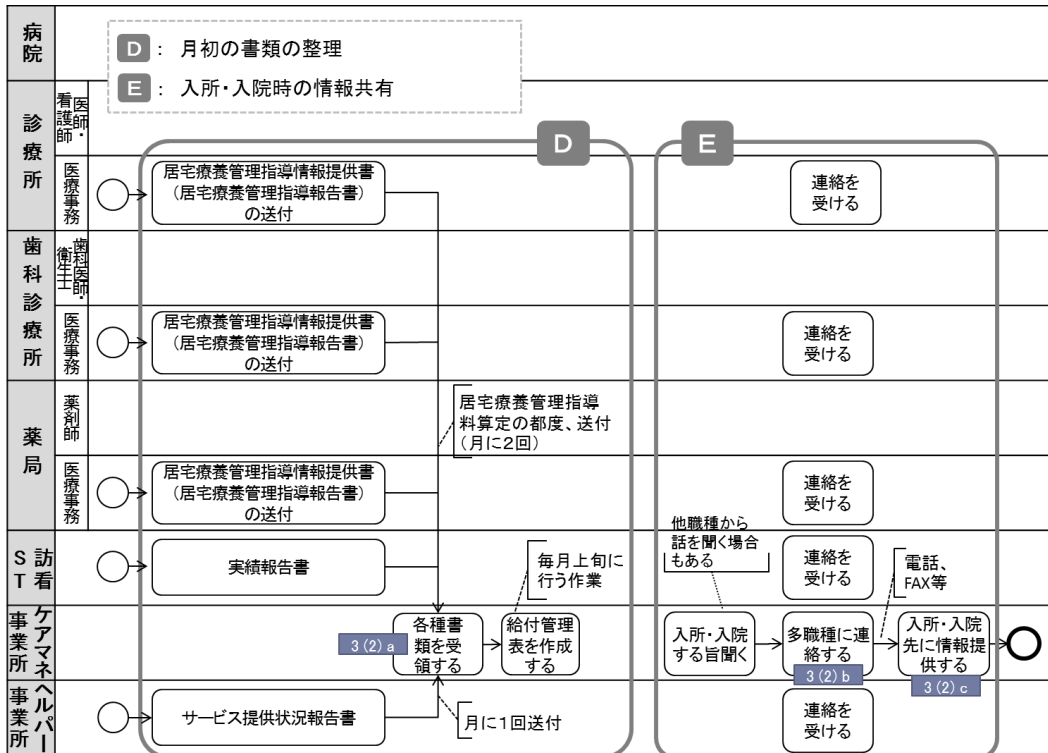 病院
D : 月初の書類の整理
E : 入所・入院時の情報共有
診療所
医師・
看護師
D
E
医療事務
居宅療養管理指導情報提供書
(居宅療養管理指導報告書)
の送付
連絡を
受ける
歯科診療所
歯科医師・
衛生士
医療事務
居宅療養管理指導情報提供書
(居宅療養管理指導報告書)
の送付
連絡を
受ける
薬局
薬剤師
居宅療養管理指導
料算定の都度、送付
(月に2回)
医療事務
居宅療養管理指導情報提供書
(居宅療養管理指導報告書)
の送付
連絡を
受ける
訪看
ST
実績報告書
毎月上旬に
行う作業
他職種から
話を聞く場合
もある
連絡を
受ける
電話、
FAX等
ケアマネ
事業所
3(2)a
各種書
類を受
領する
給付管理
表を作成
する
入所・入院
する旨聞く
多職種に連
絡する
3(2)b
入所・入院
先に情報提
供する
3(2)c
ヘルパー
事業所
サービス提供状況報告書
月に1回送付
連絡を
受ける